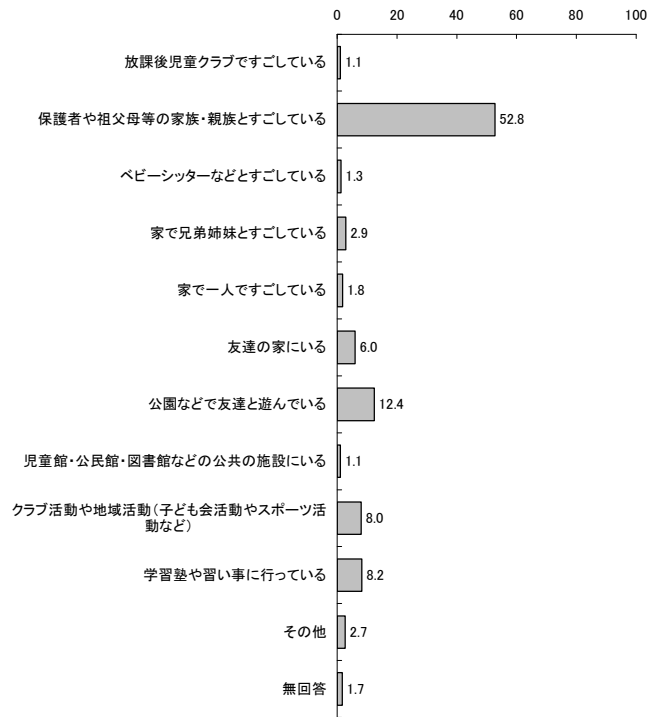 0 20 40 60 80 100
放課後児童クラブですごしている 1.1
保護者や祖父母等の家族・親族とすごしている 52.8
ベビーシッターなどとすごしている 1.3
家で兄弟姉妹とすごしている 2.9
家で一人ですごしている 1.8
友達の家にいる 6.0
公園などで友達と遊んでいる 12.4
児童館・公民館・図書館などの公共の施設にいる 1.1
クラブ活動や地域活動（子ども会活動やスポーツ活
動など） 8.0
学習塾や習い事に行っている 8.2
その他 2.7
無回答 1.7